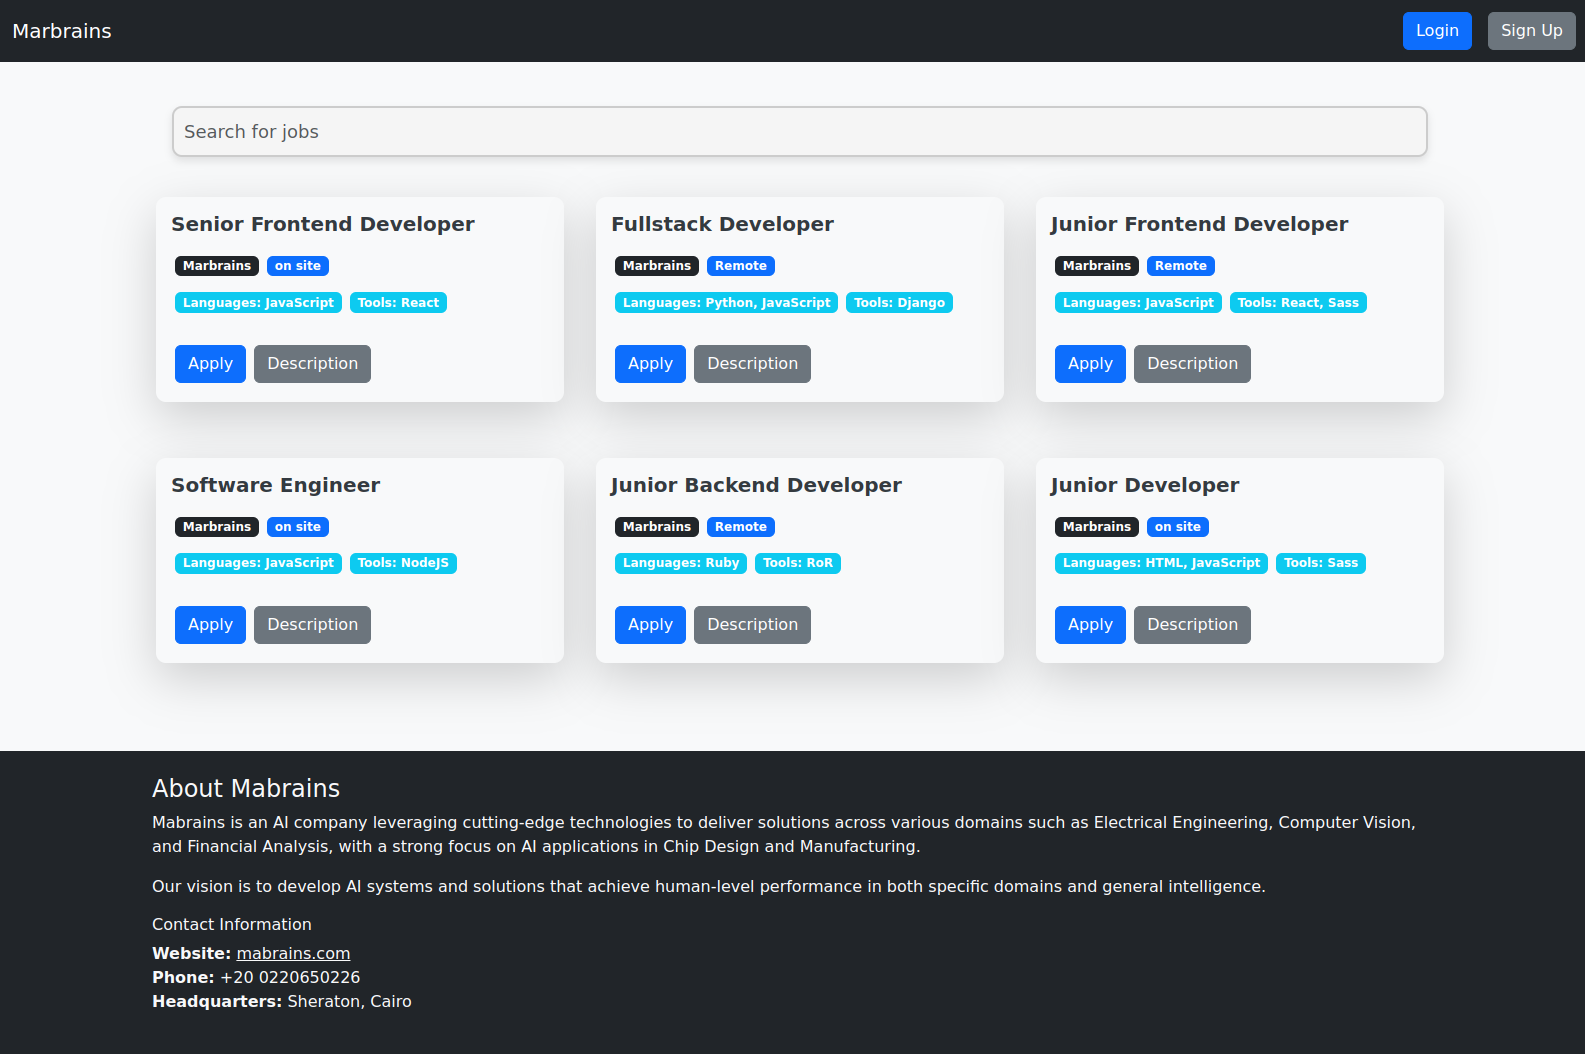 Marbrains Login Sign Up
Search for jobs
Senior Frontend Developer
Marbrains on site
Languages: JavaScript Tools: React
Apply Description
Fullstack Developer
Marbrains Remote
Languages: Python, JavaScript Tools: Django
Apply Description
Junior Frontend Developer
Marbrains Remote
Languages: JavaScript Tools: React, Sass
Apply Description
Software Engineer
Marbrains on site
Languages: JavaScript Tools: NodeJS
Apply Description
Junior Backend Developer
Marbrains Remote
Languages: Ruby Tools: RoR
Apply Description
Junior Developer
Marbrains on site
Languages: HTML, JavaScript Tools: Sass
Apply Description
About Mabrains
Mabrains is an AI company leveraging cutting-edge technologies to deliver solutions across various domains such as Electrical Engineering, Computer Vision,
and Financial Analysis, with a strong focus on AI applications in Chip Design and Manufacturing.
Our vision is to develop AI systems and solutions that achieve human-level performance in both specific domains and general intelligence.
Contact Information
Website: mabrains.com
Phone: +20 0220650226
Headquarters: Sheraton, Cairo